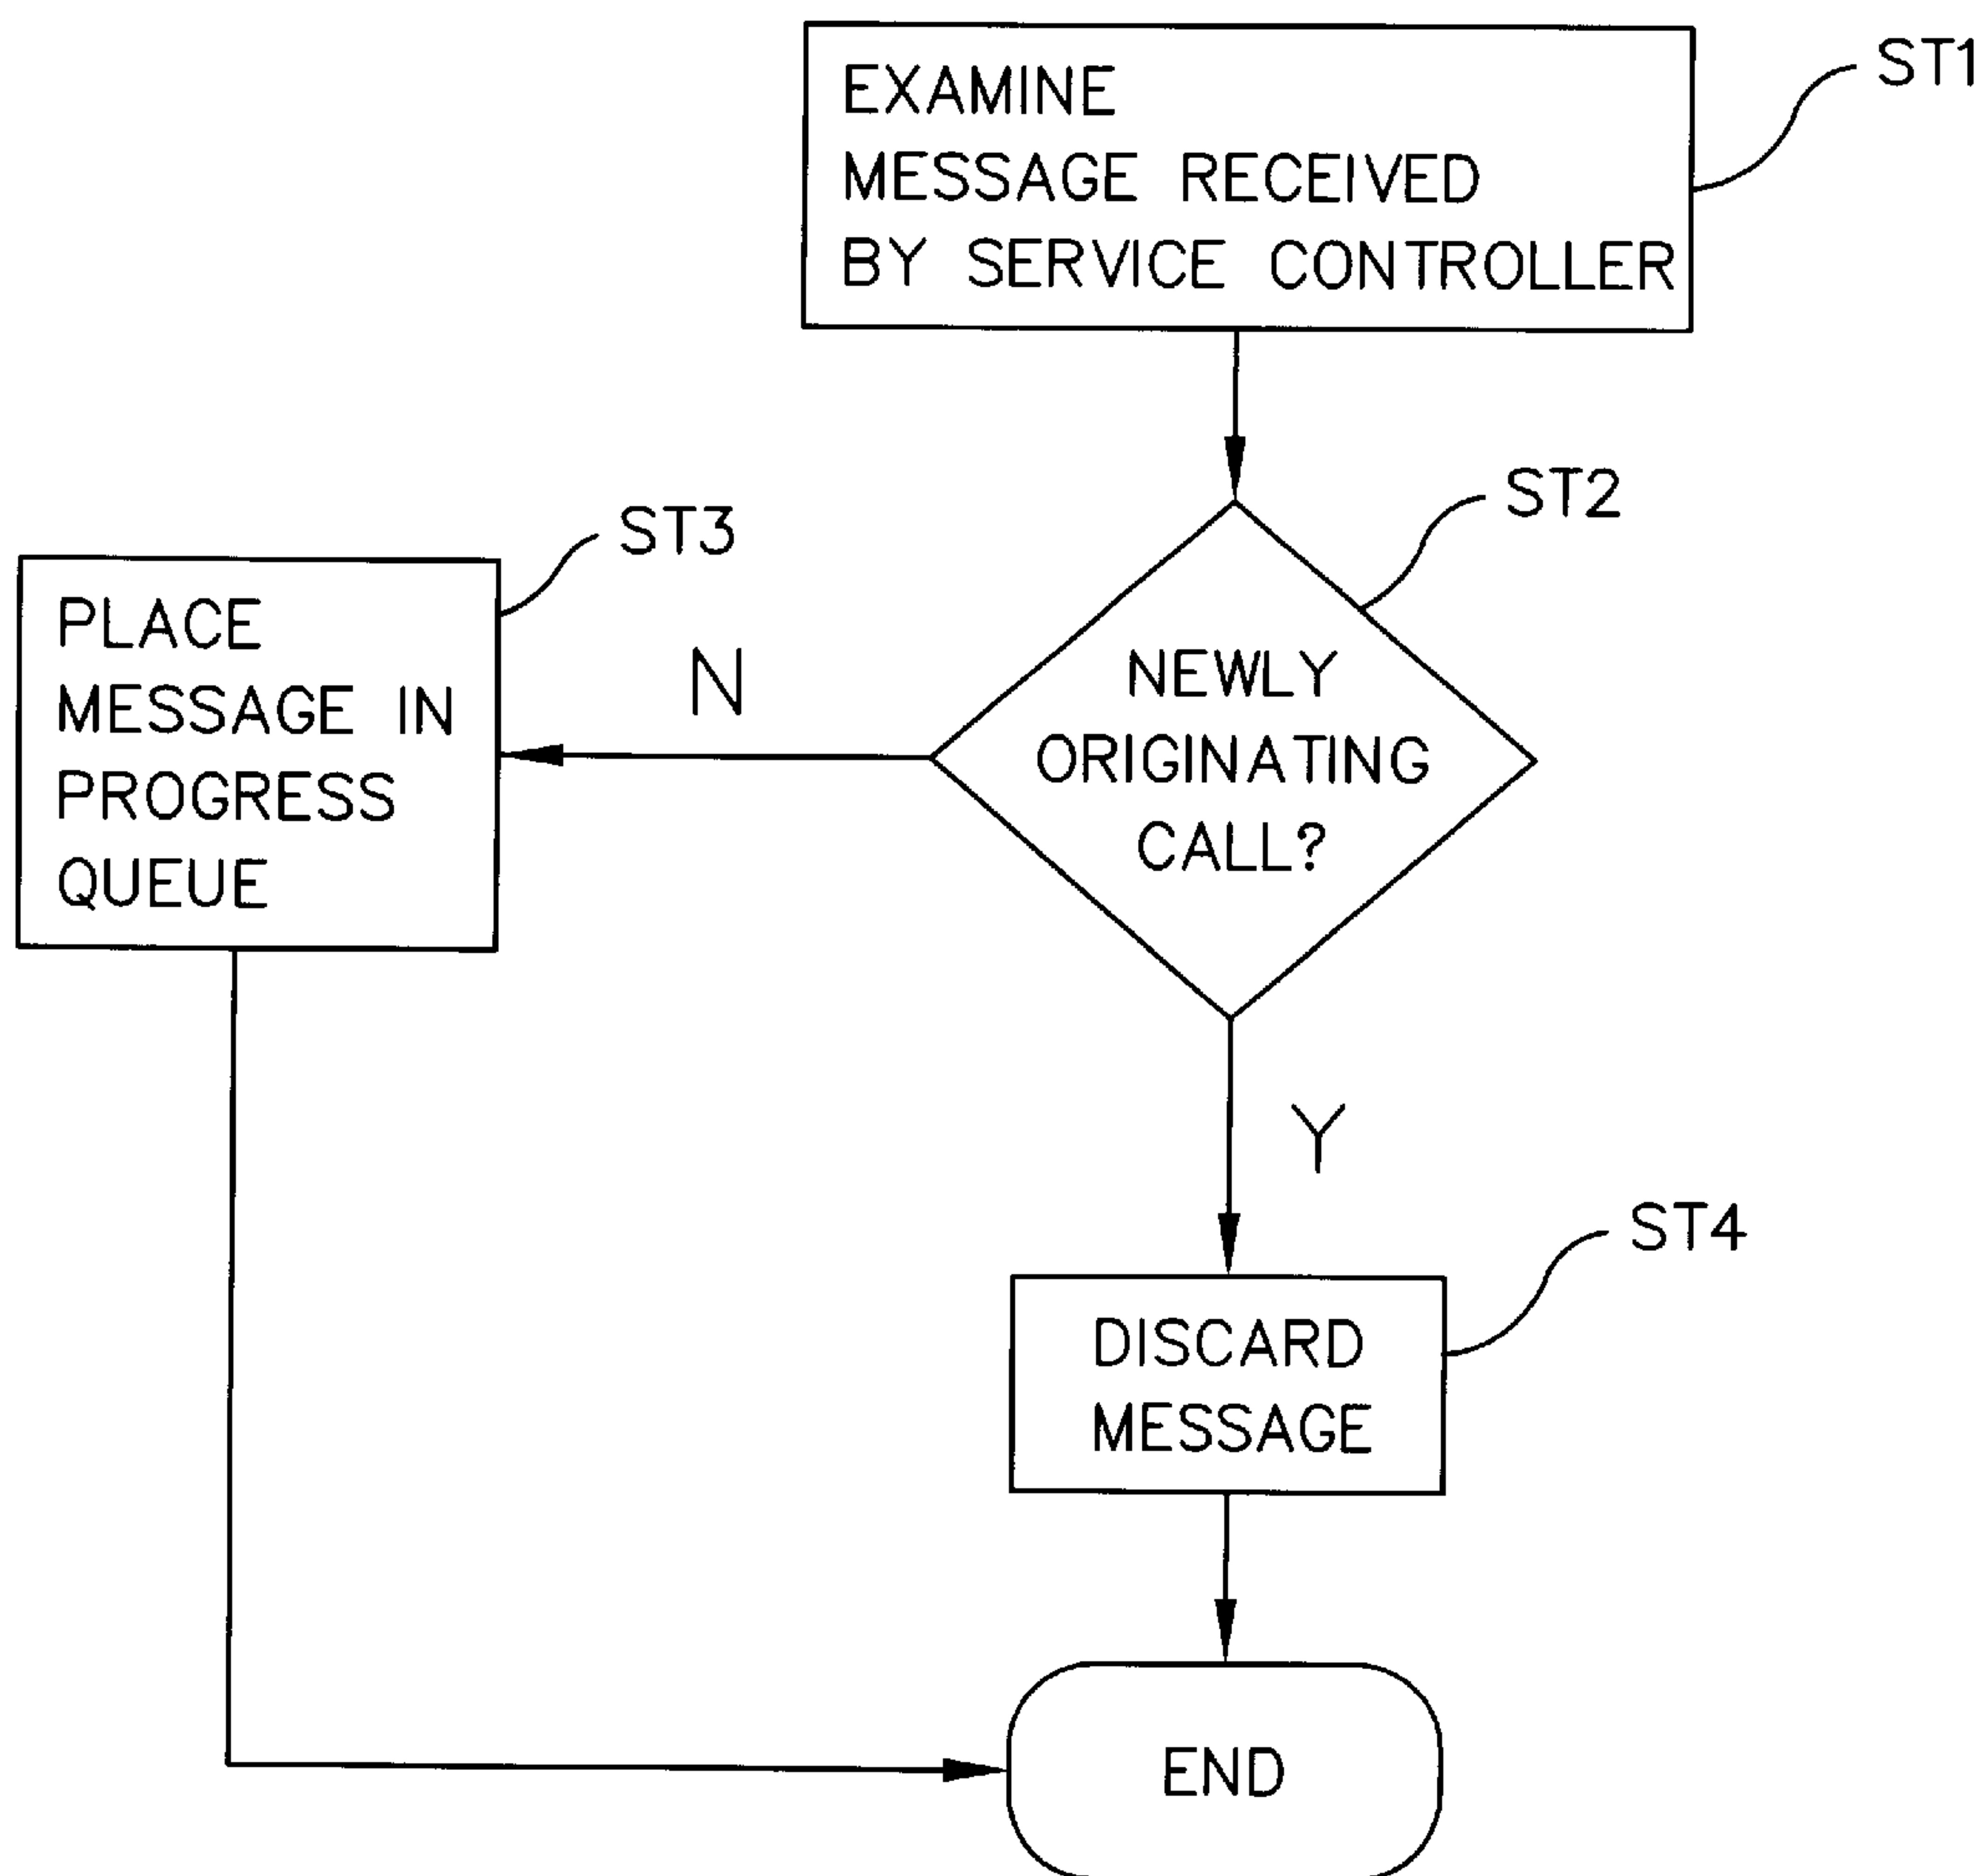 EXAMINE
MESSAGE RECEIVED
BY SERVICE CONTROLLER
ST1
ST2
NEWLY
ORIGINATING
CALL?
N
ST3
PLACE
MESSAGE IN
PROGRESS
QUEUE
Y
ST4
DISCARD
MESSAGE
END